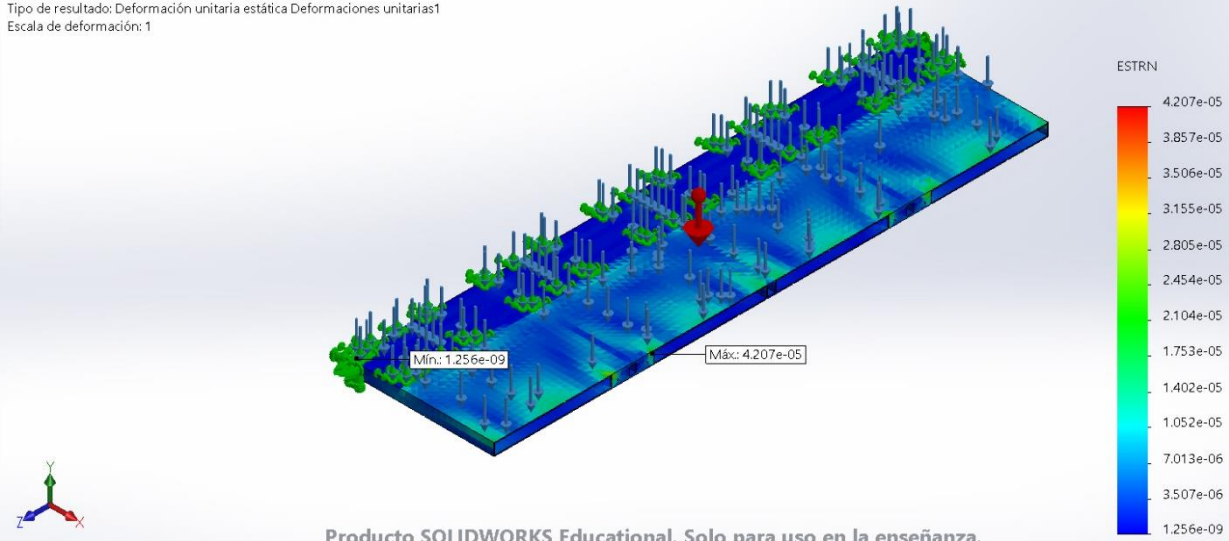 Tipo de resultado: Deformación unitaria estática Deformaciones unitarias1
Escala de deformación: 1
ESTRN
4.207e-05
3.857e-05
3.506e-05
3.155e-05
2.805e-05
2.454e-05
2.104e-05
1.753e-05
1.402e-05
1.052e-05
7.013e-06
3.507e-06
1.256e-09
Mín.: 1.256e-09
Máx.: 4.207e-05
Y
Z
X
Producto SOLIDWORKS Educational. Solo para uso en la enseñanza.